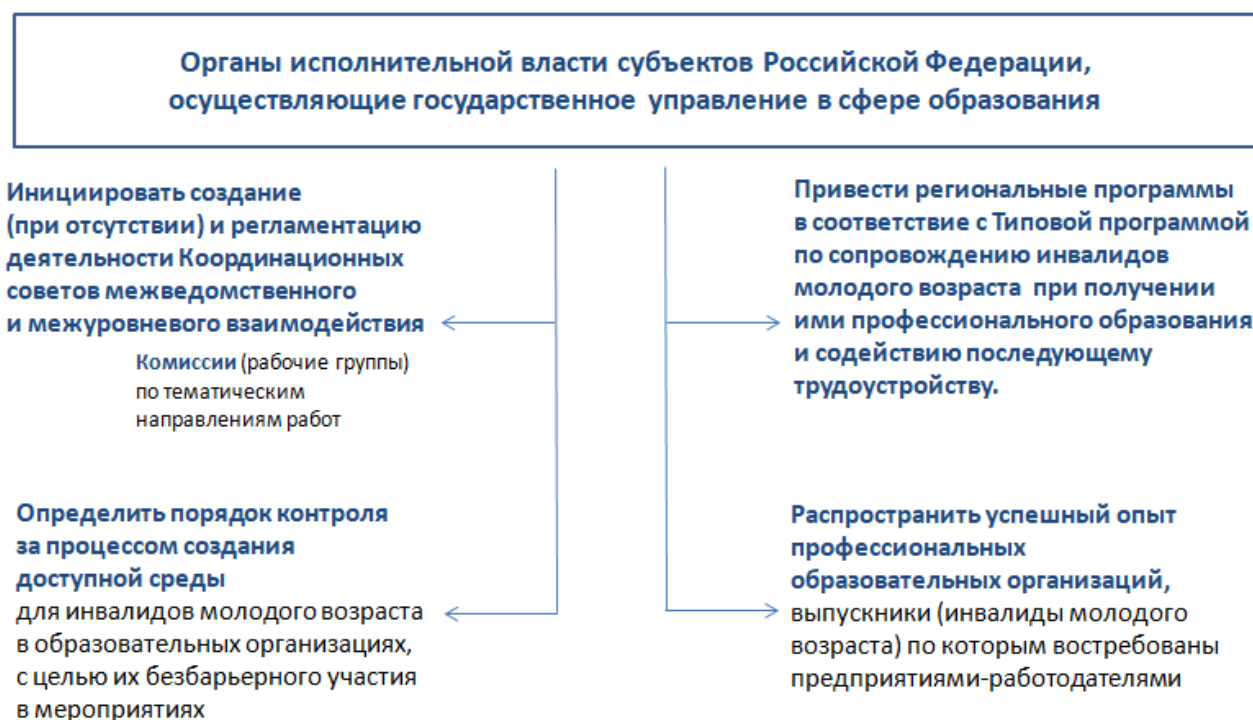 Органы исполнительной власти субъектов Российской Федерации,
осуществляющие государственное управление в сфере образования
Инициировать создание
(при отсутствии) и регламентацию
деятельности Координационных
советов межведомственного
и межуровневого взаимодействия
Комиссии (рабочие группы)
по тематическим
направлениям работ
Привести региональные программы
в соответствие с Типовой программой
по сопровождению инвалидов
молодого возраста при получении
ими профессионального образования
и содействию последующему
трудоустройству.
Определить порядок контроля
за процессом создания
доступной среды
для инвалидов молодого возраста
в образовательных организациях,
с целью их безбарьерного участия
в мероприятиях
Распространить успешный опыт
профессиональных
образовательных организаций,
выпускники (инвалиды молодого
возраста) по которым востребованы
предприятиями-работодателями